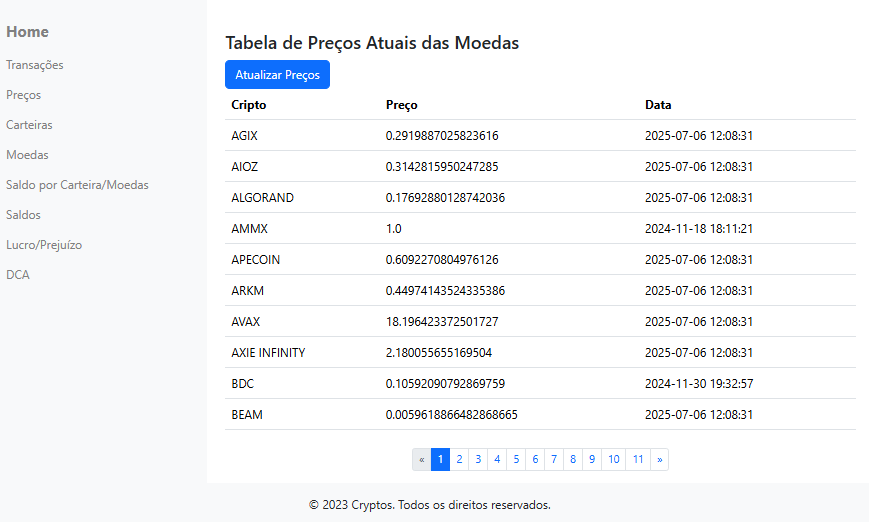 Home
Transações
Preços
Carteiras
Moedas
Saldo por Carteira/Moedas
Saldos
Lucro/Prejuízo
DCA
Tabela de Preços Atuais das Moedas
Atualizar Preços
Cripto Preço Data
AGIX 0.2919887025823616 2025-07-06 12:08:31
AIOZ 0.3142815950247285 2025-07-06 12:08:31
ALGORAND 0.17692880128742036 2025-07-06 12:08:31
AMMX 1.0 2024-11-18 18:11:21
APECOIN 0.6092270804976126 2025-07-06 12:08:31
ARKM 0.44974143524335386 2025-07-06 12:08:31
AVAX 18.196423372501727 2025-07-06 12:08:31
AXIE INFINITY 2.180055655169504 2025-07-06 12:08:31
BDC 0.10592090792869759 2024-11-30 19:32:57
BEAM 0.0059618866482868665 2025-07-06 12:08:31
« 1 2 3 4 5 6 7 8 9 10 11 »
© 2023 Cryptos. Todos os direitos reservados.